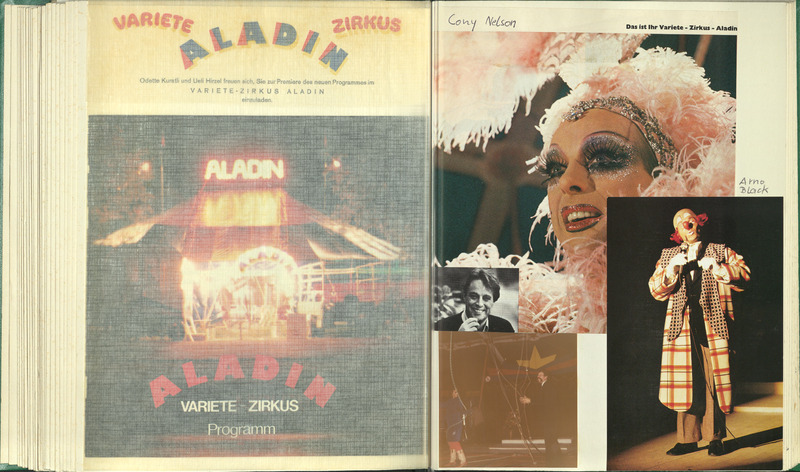 VARIETE ZIRKUS
ALADIN
Odette Kurelli und Ueli Hirzel freuen sich, Sie zur Premiere des neuen Programmes im
VARIETE-ZIRKUS ALADIN
einzuladen.
ALADIN
ALADIN
VARIETE ZIRKUS
Programm
Cony Nelson
Das ist Ihr Variete - Zirkus - Aladin
Arno
Black